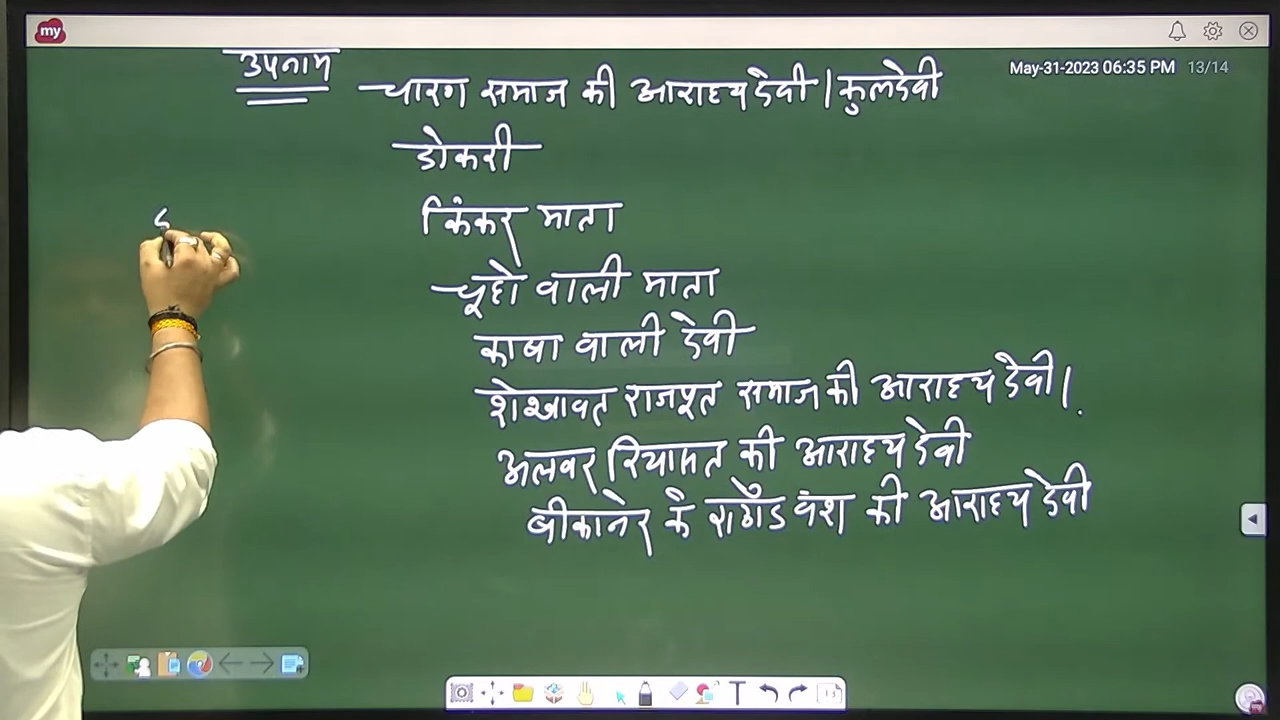 my
May-31-2023 06:35 PM 13/14
उपनाम
चारण समाज की आराध्य देवी / कुलदेवी
डोकरी
किंकर माता
चूहो वाली माता
काबा वाली देवी
शेखावत राजपूत समाज की आराध्य देवी।
अलवर रियासत की आराध्य देवी
बीकानेर के राठौड वंश की आराध्य देवी